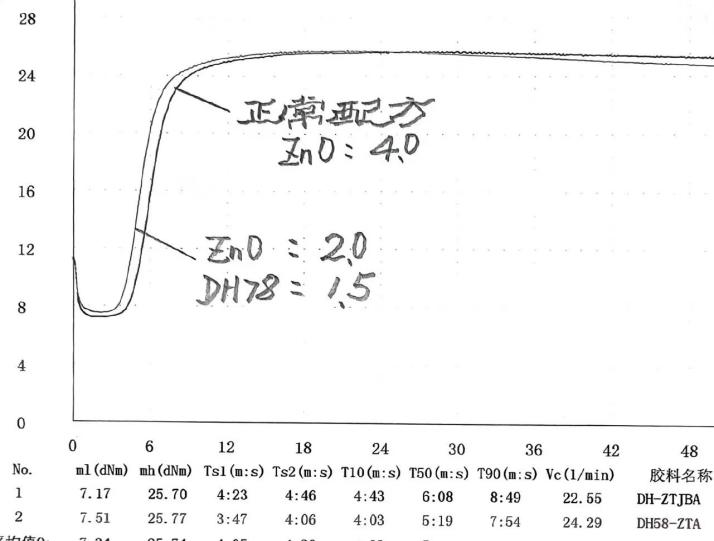 28
24
正常配方
ZnO: 4.0
20
16
ZnO: 2.0
12
DH78= 1.5
8
4
0
0 6 12 18 24 30 36 42 48
No. ml(dNm) mh(dNm) Ts1(m:s) Ts2(m:s) T10(m:s) T50(m:s) T90(m:s) Vc(1/min) 胶料名称
1 7.17 25.70 4:23 4:46 4:43 6:08 8:49 22.55 DH-ZTJBA
2 7.51 25.77 3:47 4:06 4:03 5:19 7:54 24.29 DH58-ZTA